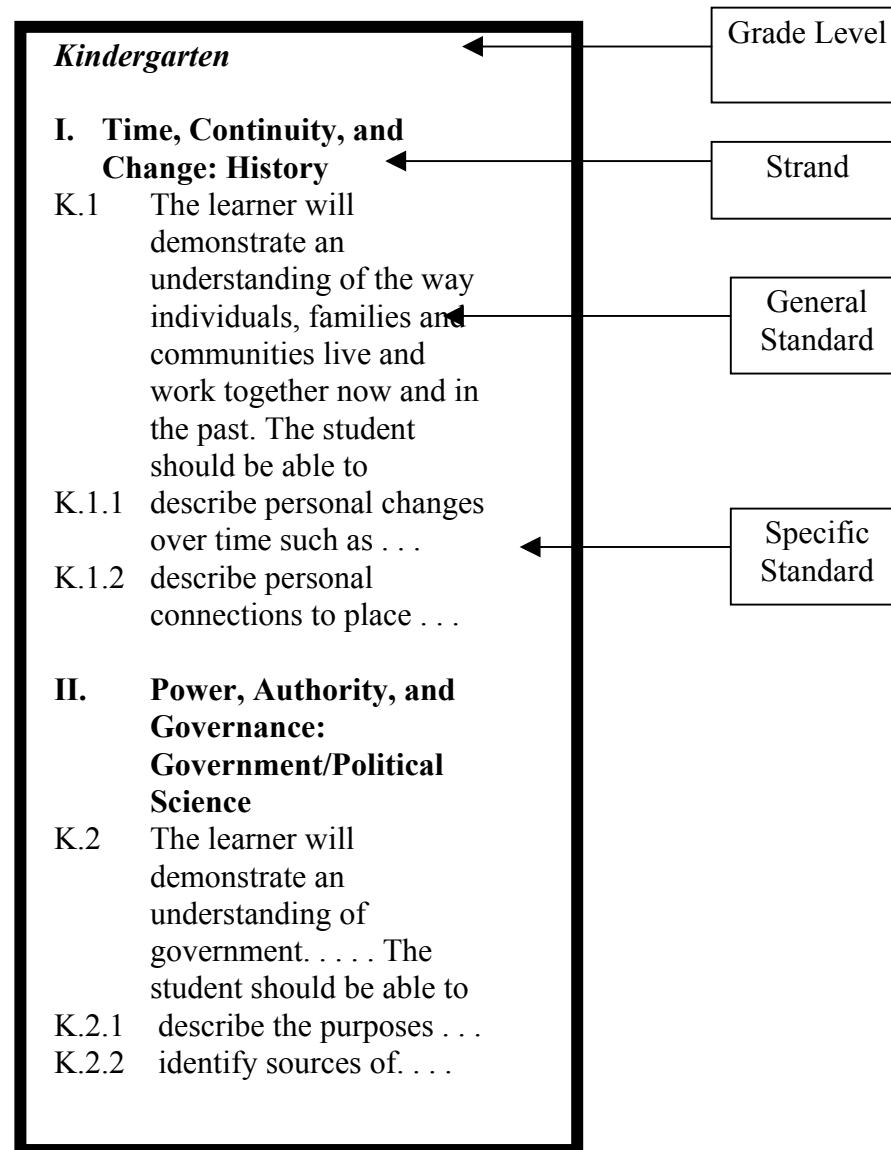 Kindergarten
Grade Level
I. Time, Continuity, and
Change: History
Strand
K.1 The learner will
demonstrate an
understanding of the way
individuals, families and
communities live and
work together now and in
the past. The student
should be able to
General
Standard
K.1.1 describe personal changes
over time such as . . .
K.1.2 describe personal
connections to place . . .
Specific
Standard
II. Power, Authority, and
Governance:
Government/Political
Science
K.2 The learner will
demonstrate an
understanding of
government. . . . . The
student should be able to
K.2.1 describe the purposes . . .
K.2.2 identify sources of. . . .